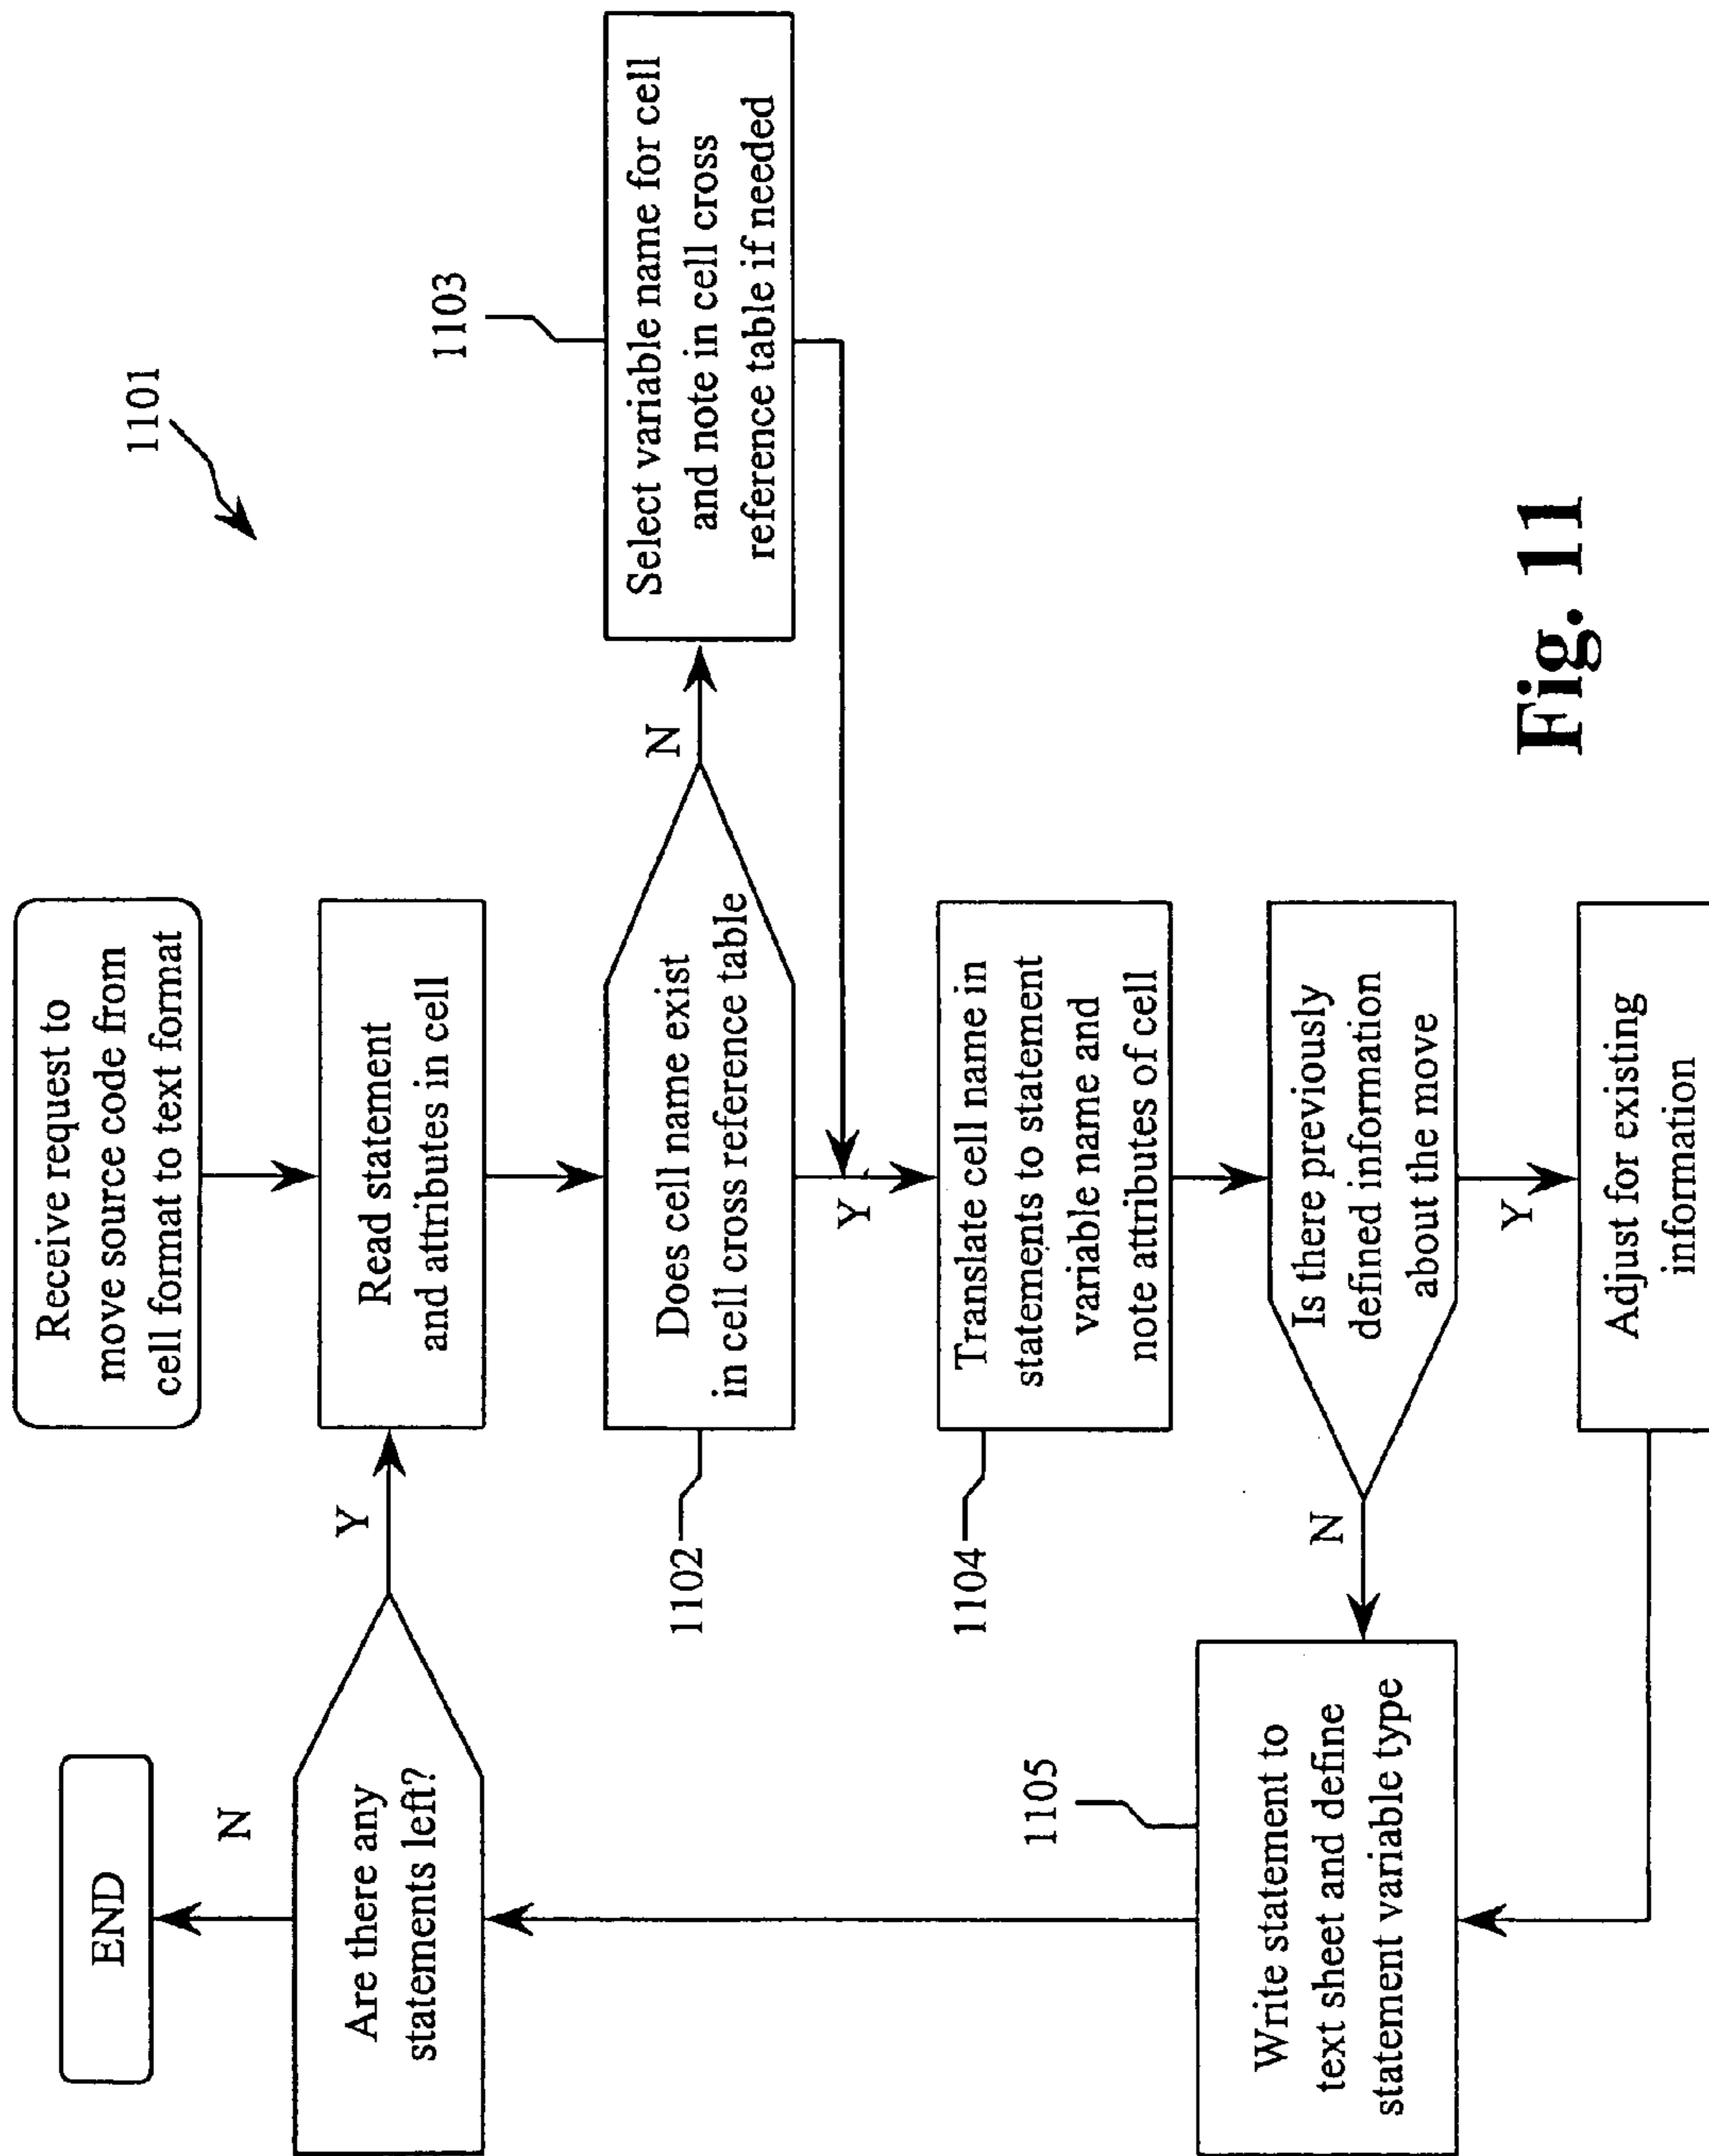 1101
Receive request to
move source code from
cell format to text format
END
N
Are there any
statements left?
Y
Read statement
and attributes in cell
1103
Select variable name for cell
and note in cell cross
reference table if needed
Does cell name exist
in cell cross reference table
N
1102
Y
Translate cell name in
statements to statement
variable name and
note attributes of cell
1104
Is there previously
defined information
about the move
N
Y
1105
Write statement to
text sheet and define
statement variable type
Adjust for existing
information
Fig. 11